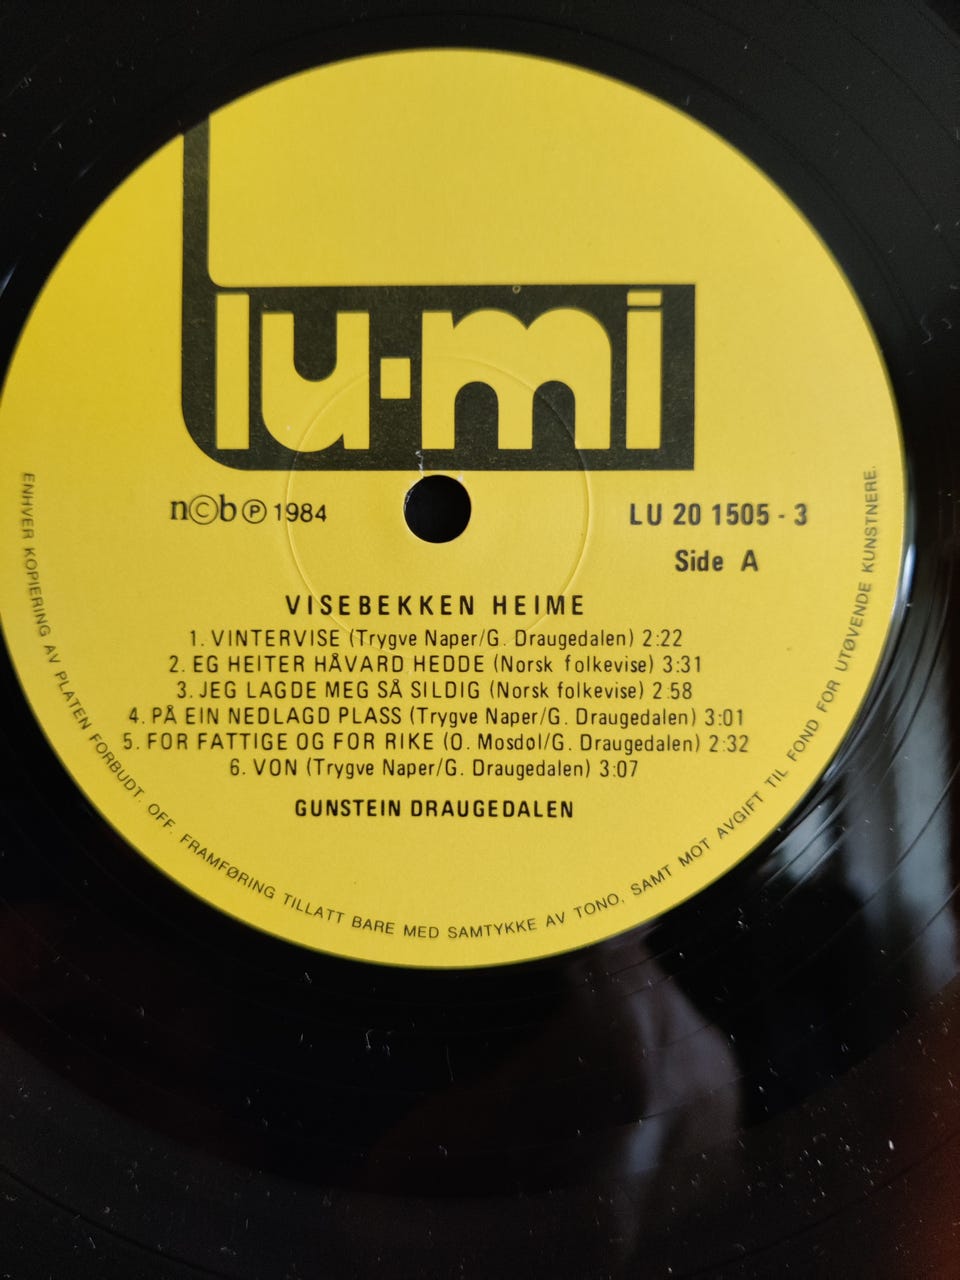 lu·mi
n©b ℗ 1984
LU 20 1505 - 3
Side A
VISEBEKKEN HEIME
1. VINTERVISE (Trygve Naper/G. Draugedalen) 2:22
2. EG HEITER HÅVARD HEDDE (Norsk folkevise) 3:31
3. JEG LAGDE MEG SÅ SILDIG (Norsk folkevise) 2:58
4. PÅ EIN NEDLAGD PLASS (Trygve Naper/G. Draugedalen) 3:01
5. FOR FATTIGE OG FOR RIKE (O. Mosdøl/G. Draugedalen) 2:32
6. VON (Trygve Naper/G. Draugedalen) 3:07
GUNSTEIN DRAUGEDALEN
ENHVER KOPIERING AV PLATEN FORBUDT. OFF. FRAMFØRING TILLATT BARE MED SAMTYKKE AV TONO, SAMT MOT AVGIFT TIL FOND FOR UTØVENDE KUNSTNERE.